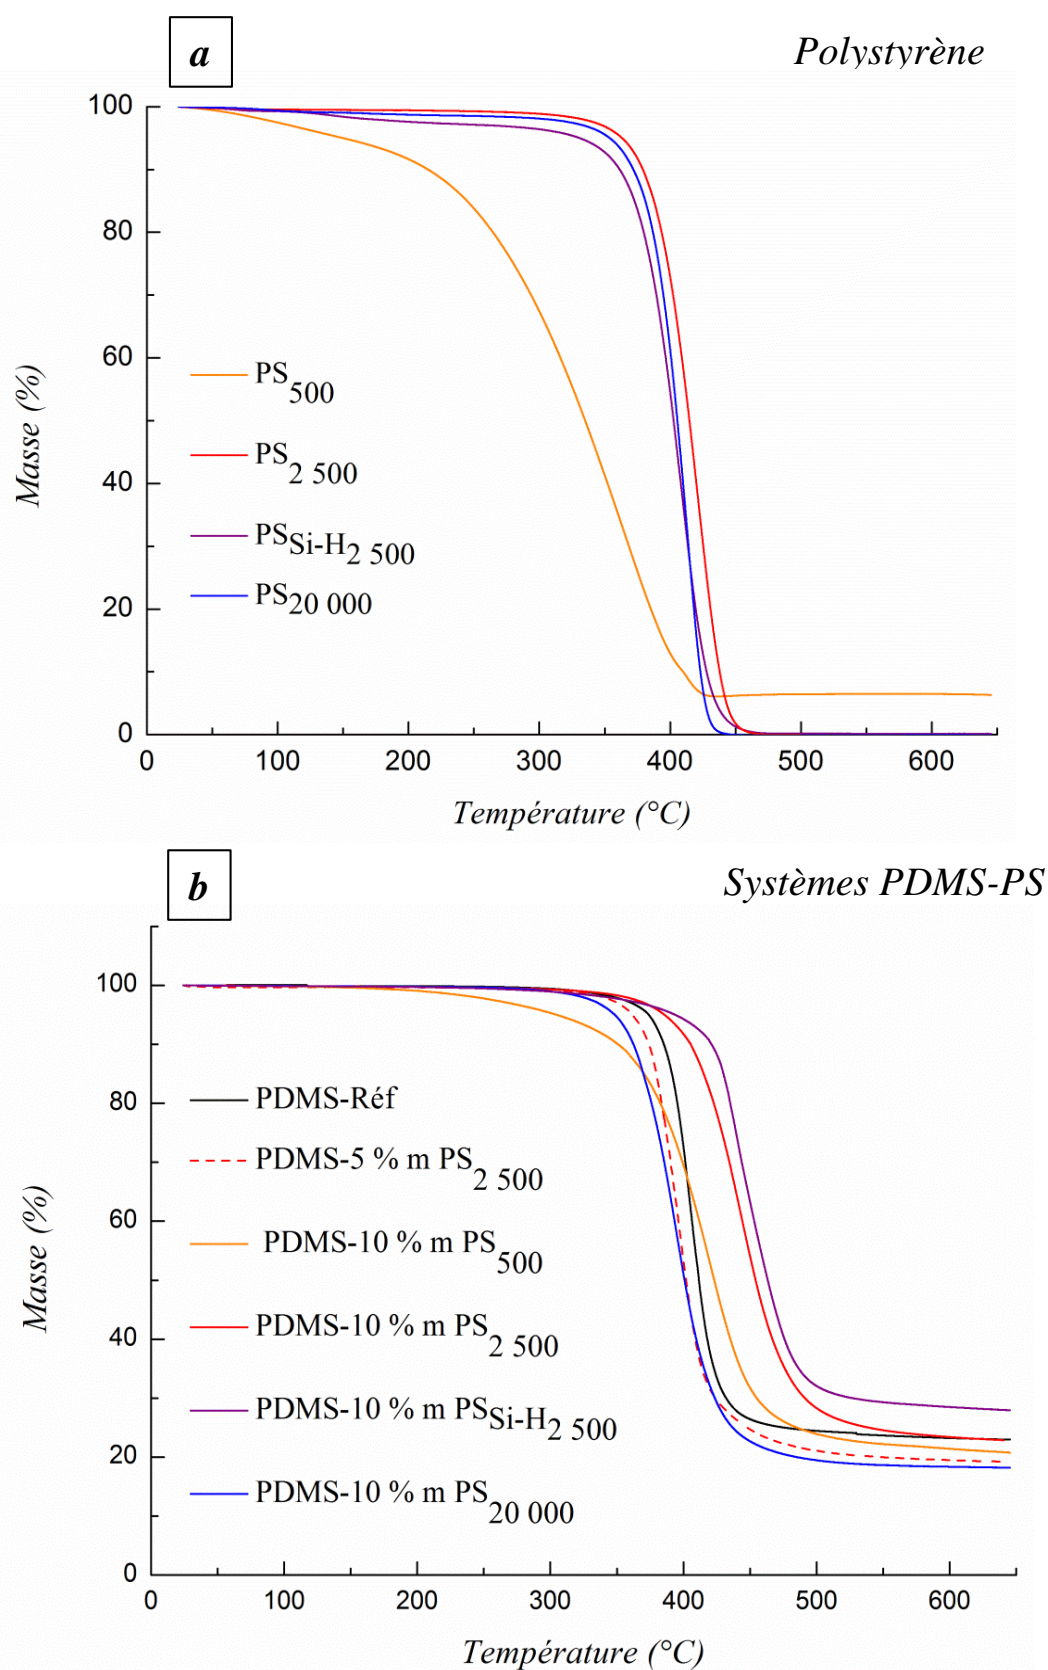 a
Polystyrène
100
80
60
40
20
0
Masse (%)
PS500
PS2 500
PSSi-H2 500
PS20 000
0 100 200 300 400 500 600
Température (°C)
b
Systèmes PDMS-PS
100
80
60
40
20
0
Masse (%)
PDMS-Réf
PDMS-5 % m PS2 500
PDMS-10 % m PS500
PDMS-10 % m PS2 500
PDMS-10 % m PSSi-H2 500
PDMS-10 % m PS20 000
0 100 200 300 400 500 600
Température (°C)